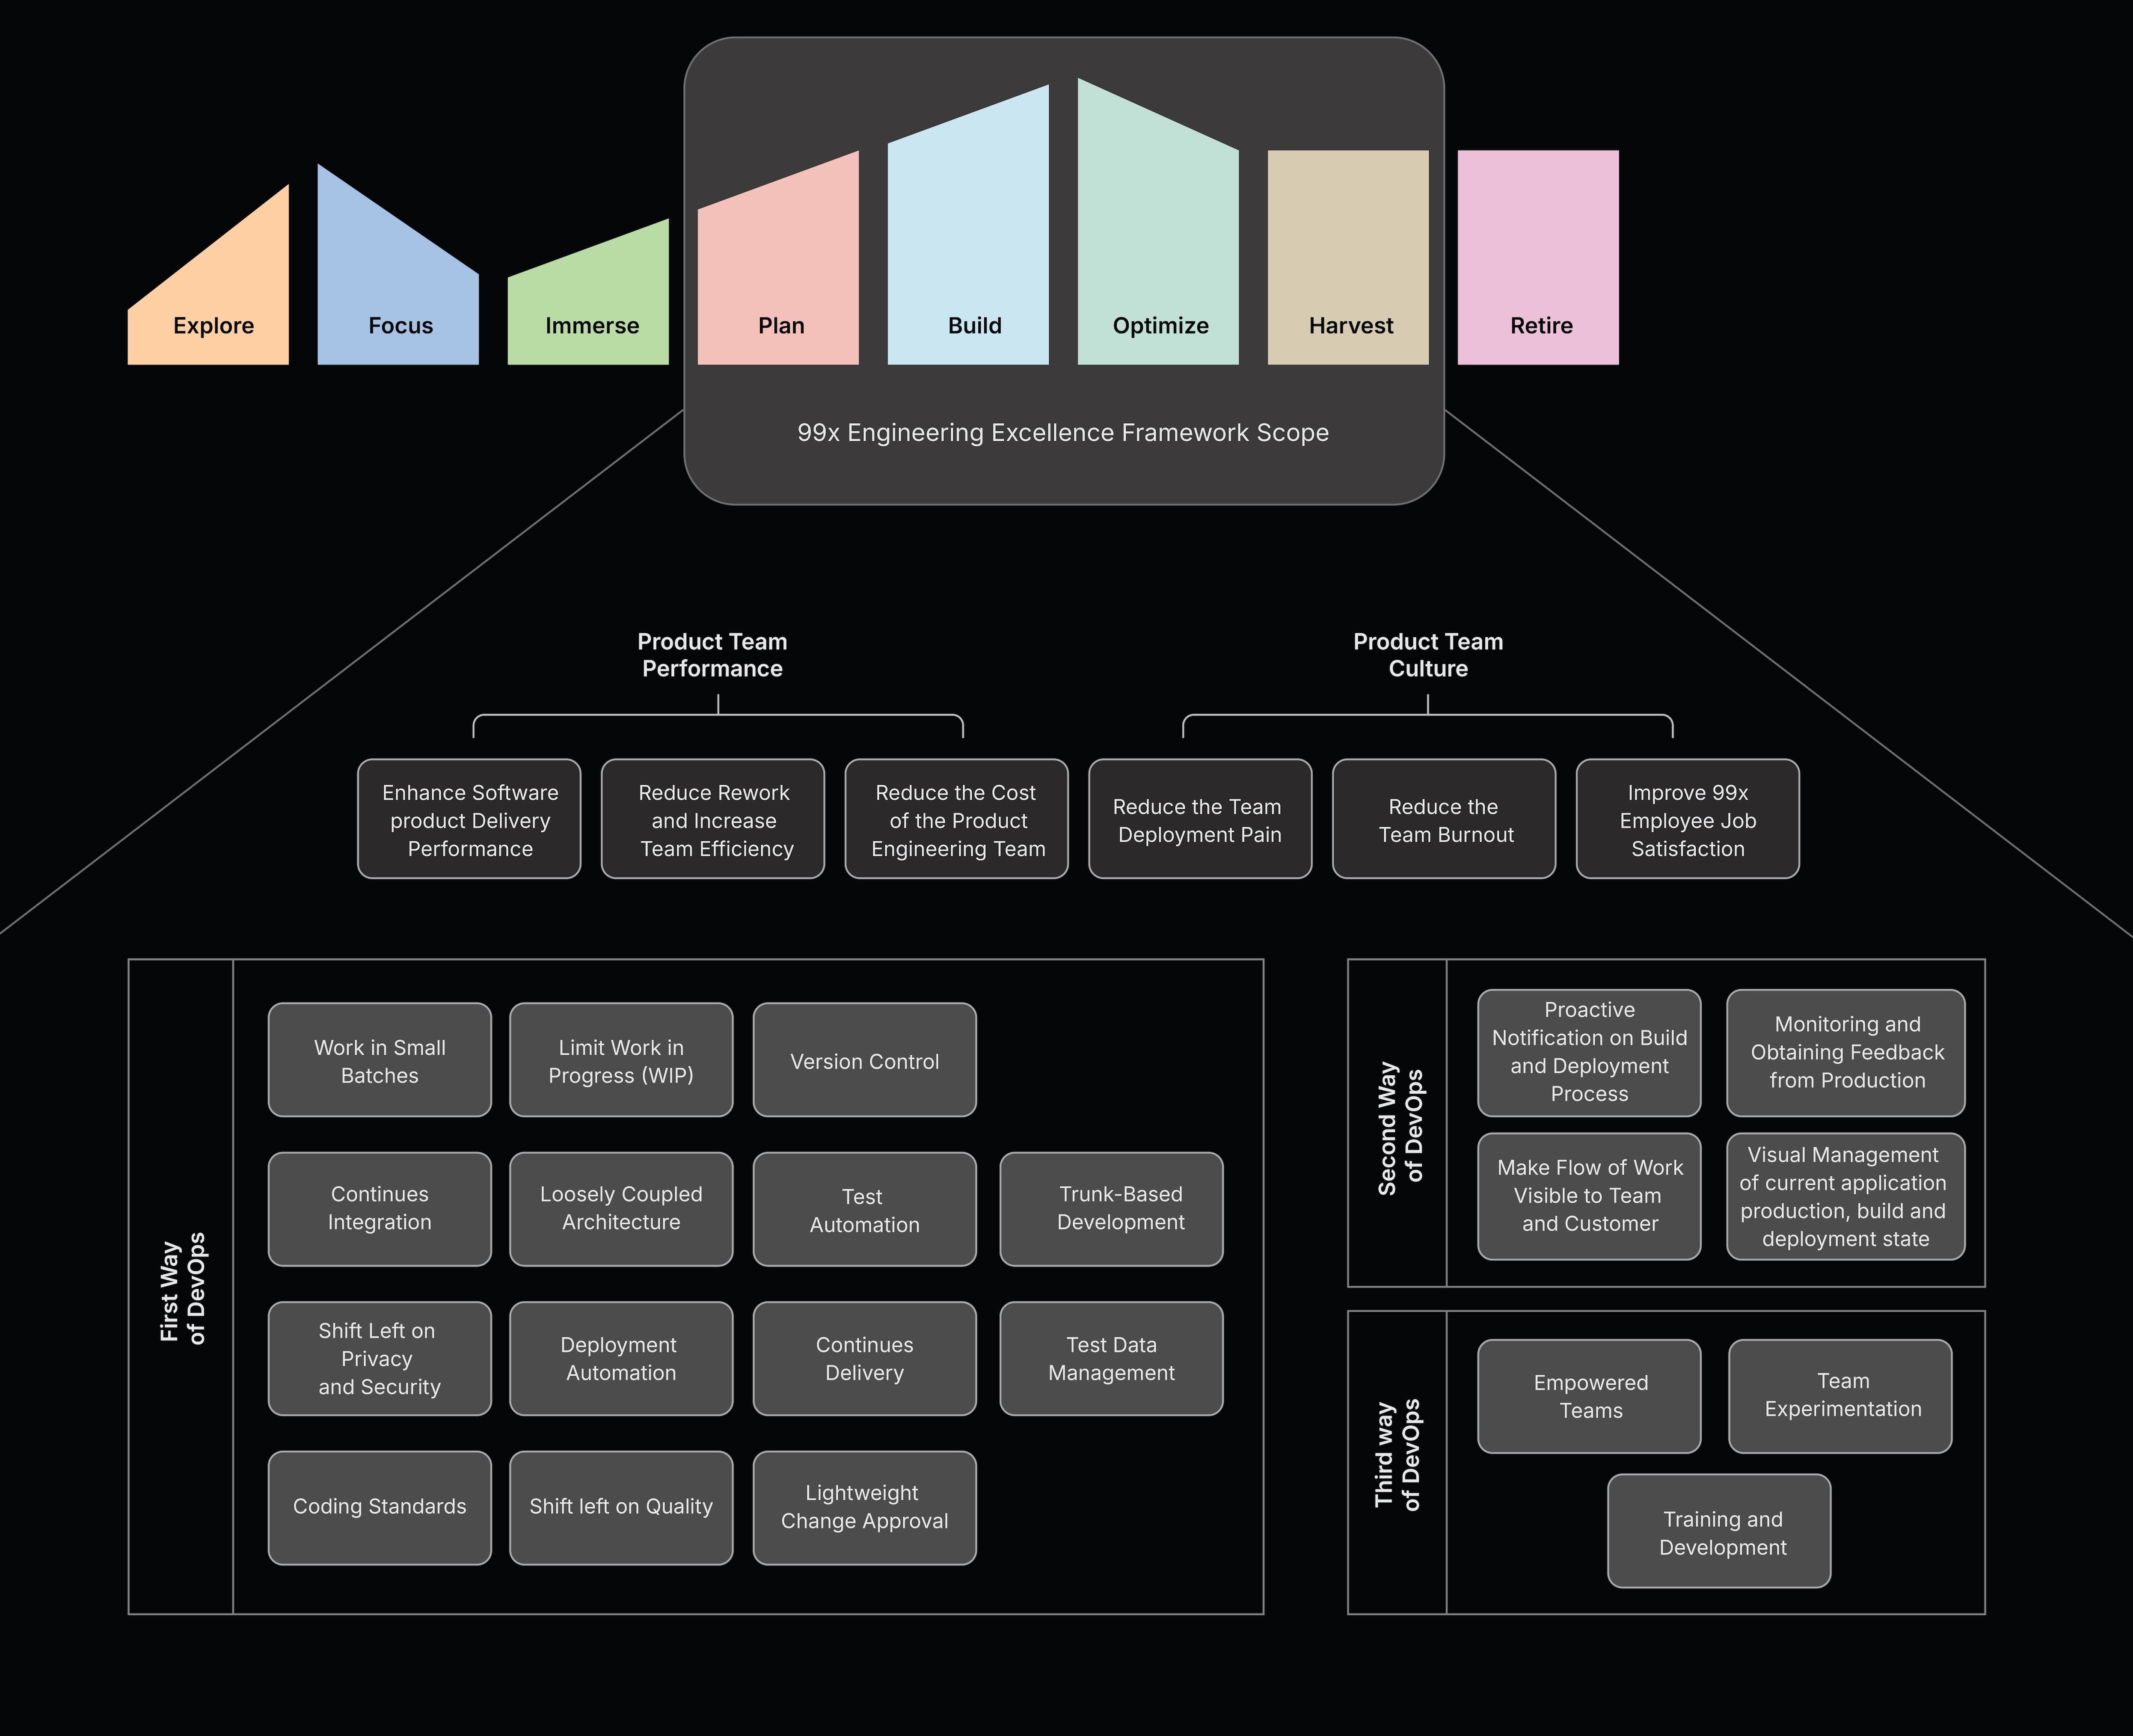 Explore
Focus
Immerse
Plan
Build
Optimize
Harvest
Retire
99x Engineering Excellence Framework Scope
Product Team
Performance
Product Team
Culture
Enhance Software
product Delivery
Performance
Reduce Rework
and Increase
Team Efficiency
Reduce the Cost
of the Product
Engineering Team
Reduce the Team
Deployment Pain
Reduce the
Team Burnout
Improve 99x
Employee Job
Satisfaction
First Way
of DevOps
Work in Small
Batches
Limit Work in
Progress (WIP)
Version Control
Continues
Integration
Loosely Coupled
Architecture
Test
Automation
Trunk-Based
Development
Shift Left on
Privacy
and Security
Deployment
Automation
Continues
Delivery
Test Data
Management
Coding Standards
Shift left on Quality
Lightweight
Change Approval
Second Way
of DevOps
Proactive
Notification on Build
and Deployment
Process
Monitoring and
Obtaining Feedback
from Production
Make Flow of Work
Visible to Team
and Customer
Visual Management
of current application
production, build and
deployment state
Third way
of DevOps
Empowered
Teams
Team
Experimentation
Training and
Development